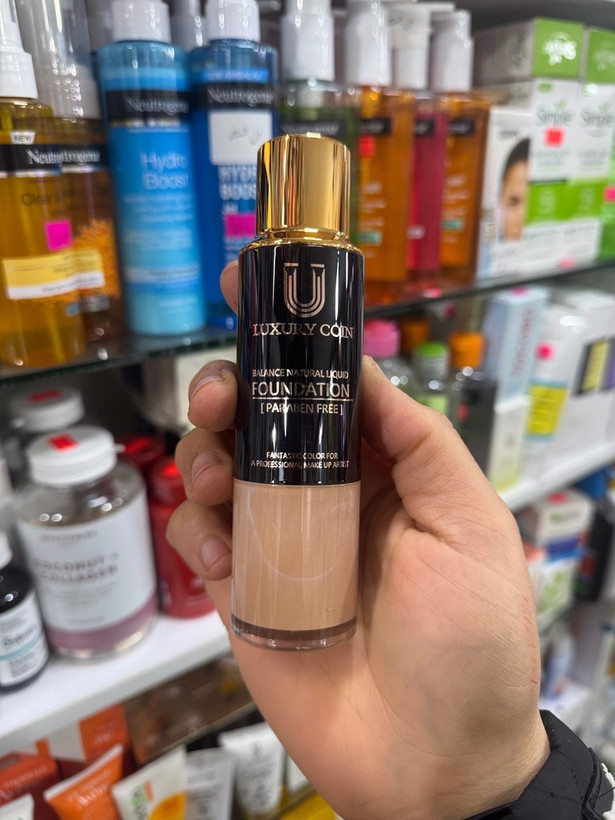 NEW
Neutrogena
Neutrogena
Hydro
Boost
Neutrogena
HYDRO
BOOST
Simple
LUXURY COIN
BALANCE NATURAL LIQUID
FOUNDATION
[ PARABEN FREE ]
FANTASTIC COLOR FOR
A PROFESSIONAL MAKE UP ARTIST
COCONUT +
COLLAGEN